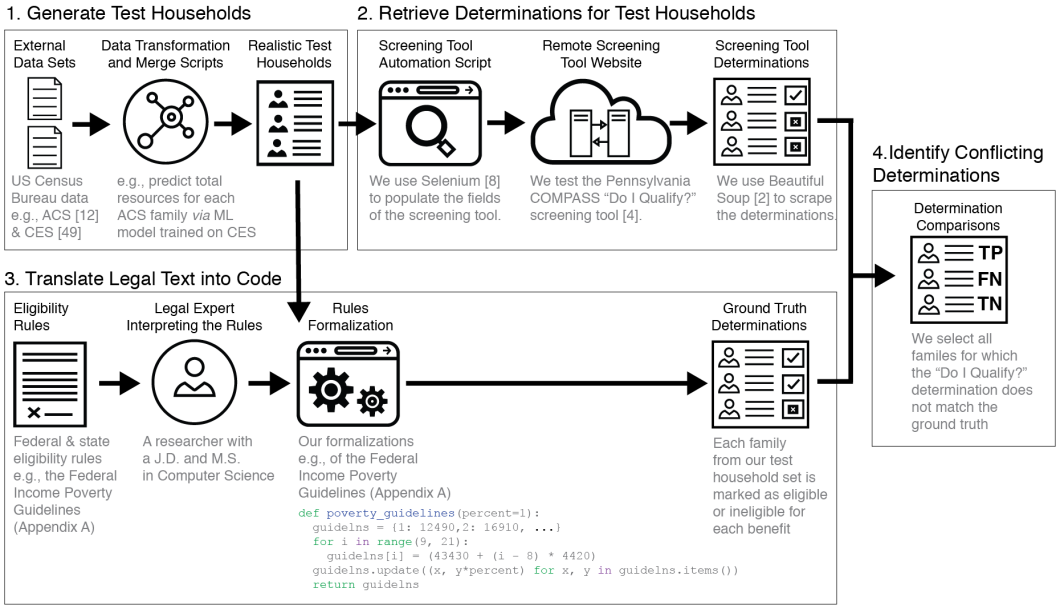 1. Generate Test Households
External
Data Sets
Data Transformation
and Merge Scripts
Realistic Test
Households
US Census
Bureau data
e.g., ACS [12]
& CES [49]
e.g., predict total
resources for each
ACS family via ML
model trained on CES
2. Retrieve Determinations for Test Households
Screening Tool
Automation Script
Remote Screening
Tool Website
Screening Tool
Determinations
We use Selenium [8]
to populate the fields
of the screening tool.
We test the Pennsylvania
COMPASS “Do I Qualify?”
screening tool [4].
We use Beautiful
Soup [2] to scrape
the determinations.
3. Translate Legal Text into Code
Eligibility
Rules
Legal Expert
Interpreting the Rules
Rules
Formalization
Ground Truth
Determinations
Federal & state
eligibility rules
e.g., the Federal
Income Poverty
Guidelines
(Appendix A)
A researcher with
a J.D. and M.S.
in Computer Science
Our formalizations
e.g., of the Federal
Income Poverty
Guidelines (Appendix A)
def poverty_guidelines(percent=1):
guidelns = {1: 12490,2: 16910, ...}
for i in range(9, 21):
guidelns[i] = (43430 + (i - 8) * 4420)
guidelns.update((x, y*percent) for x, y in guidelns.items())
return guidelns
Each family
from our test
household set is
marked as eligible
or ineligible for
each benefit
4.Identify Conflicting
Determinations
Determination
Comparisons
TP
FN
TN
We select all
familes for which
the “Do I Qualify?”
determination does
not match the
ground truth